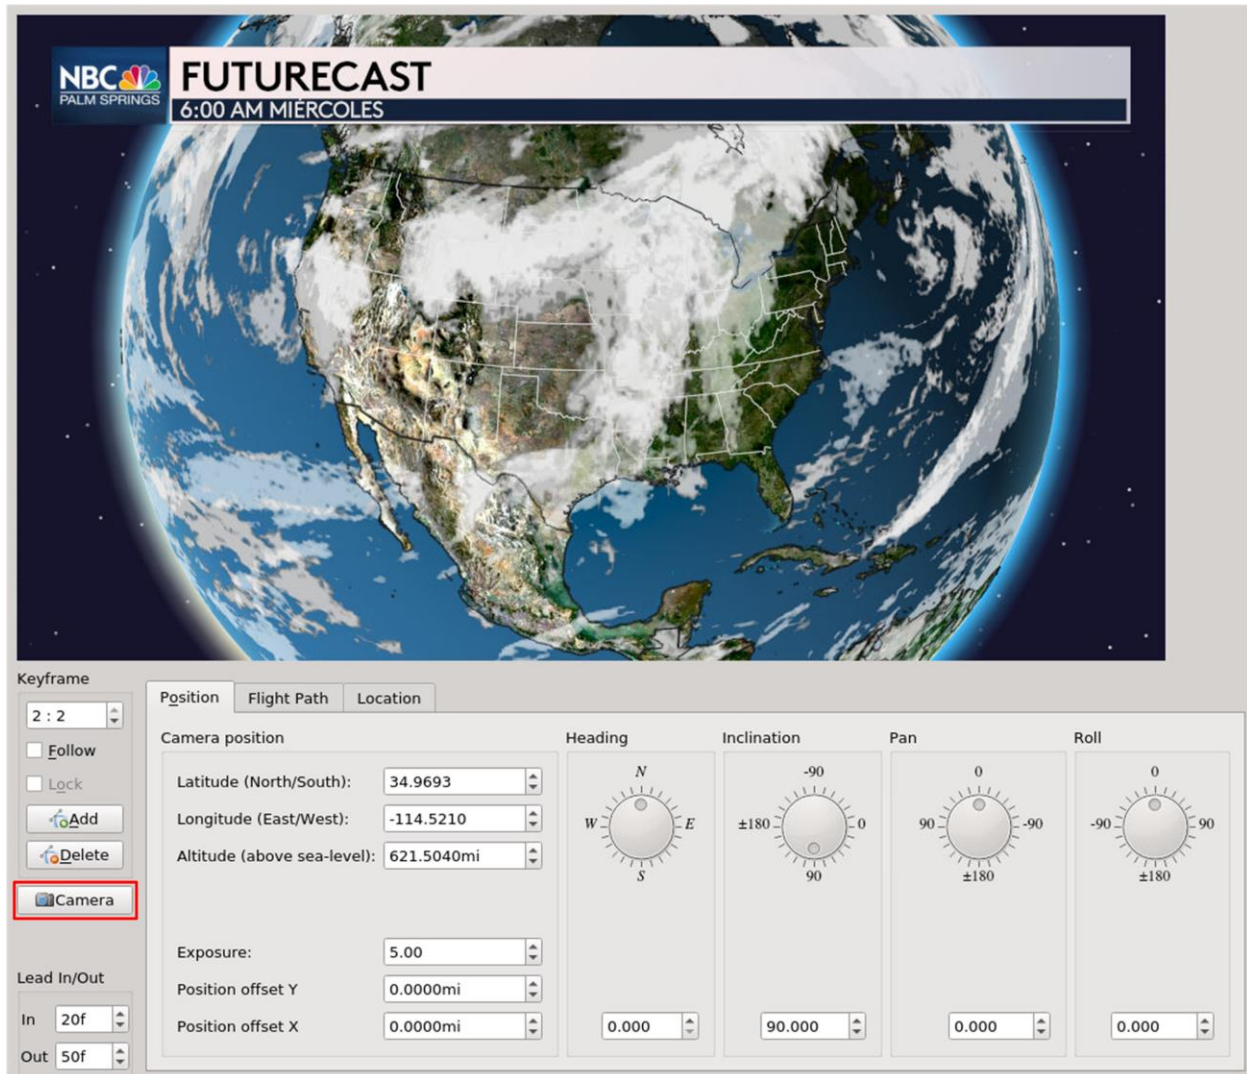 NBC
PALM SPRINGS
FUTURECAST
6:00 AM MIÉRCOLES
Keyframe
2 : 2
Follow
Lock
Add
Delete
Camera
Lead In/Out
In 20f
Out 50f
Position Flight Path Location
Camera position
Latitude (North/South): 34.9693
Longitude (East/West): -114.5210
Altitude (above sea-level): 621.5040mi
Exposure: 5.00
Position offset Y 0.0000mi
Position offset X 0.0000mi
Heading
N
W E
S
0.000
Inclination
-90
±180 0
90
90.000
Pan
0
90 -90
±180
0.000
Roll
0
-90 90
±180
0.000